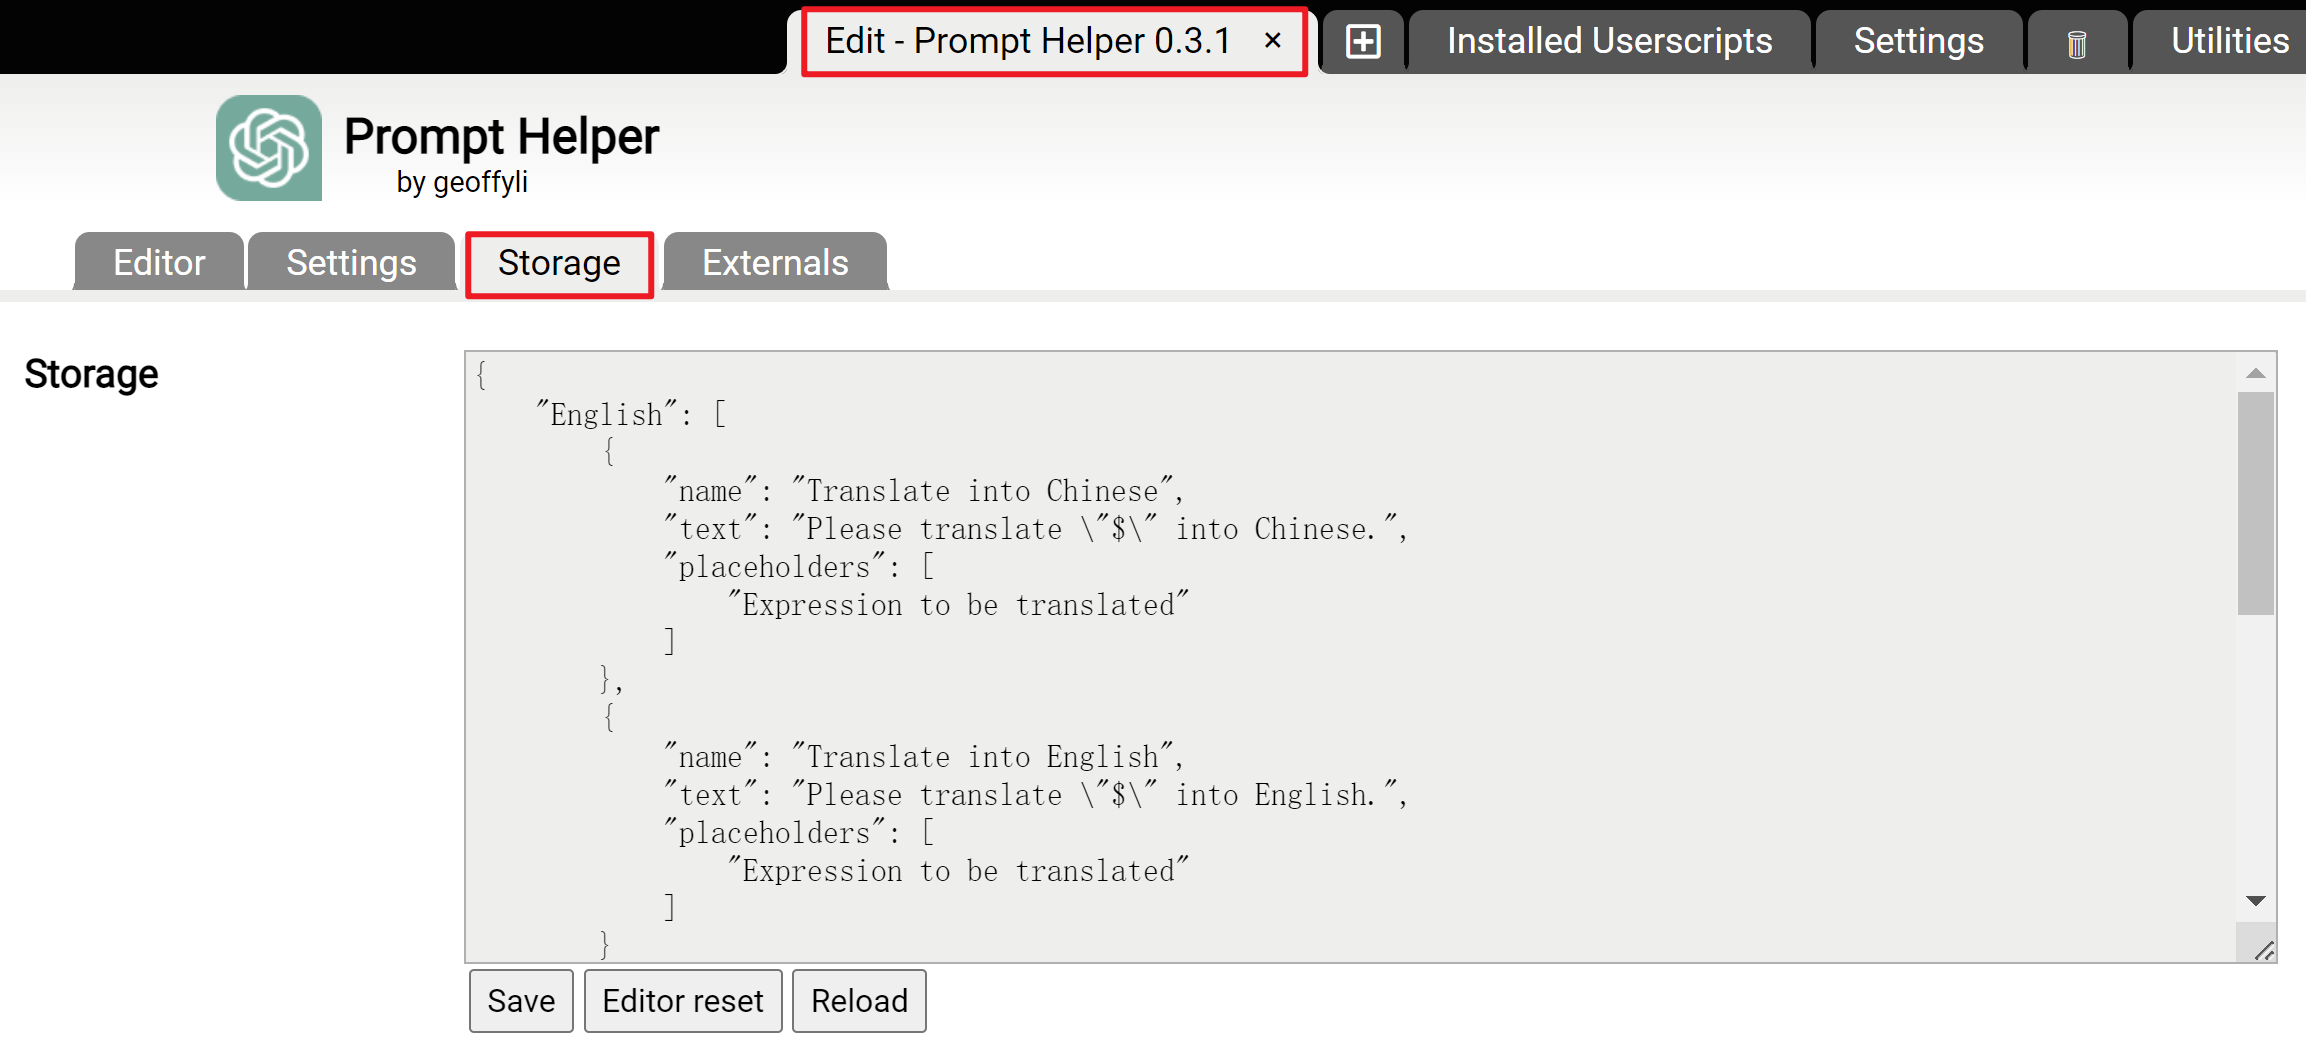 Edit - Prompt Helper 0.3.1 × Installed Userscripts Settings Utilities
Prompt Helper
by geoffyli
Editor Settings Storage Externals
Storage
{
    "English": [
        {
            "name": "Translate into Chinese",
            "text": "Please translate \"$\" into Chinese.",
            "placeholders": [
                "Expression to be translated"
            ]
        },
        {
            "name": "Translate into English",
            "text": "Please translate \"$\" into English.",
            "placeholders": [
                "Expression to be translated"
            ]
        }
Save Editor reset Reload